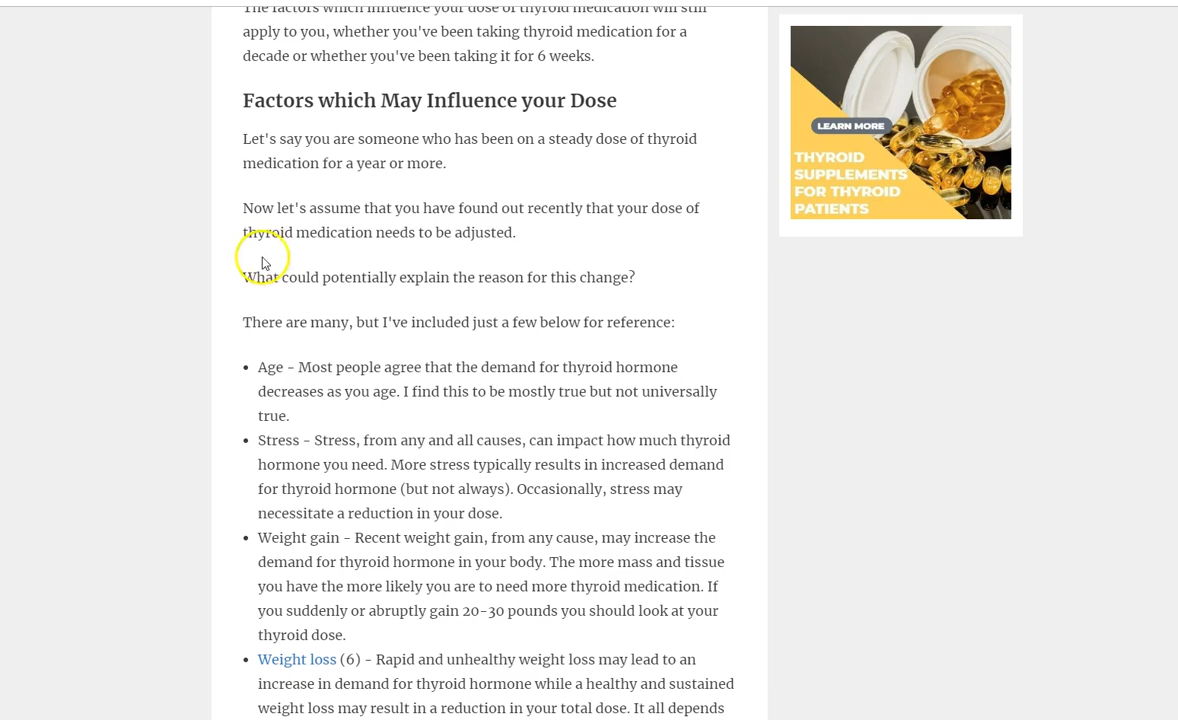 The factors which influence your dose of thyroid medication will still
apply to you, whether you've been taking thyroid medication for a
decade or whether you've been taking it for 6 weeks.
Factors which May Influence your Dose
Let's say you are someone who has been on a steady dose of thyroid
medication for a year or more.
Now let's assume that you have found out recently that your dose of
thyroid medication needs to be adjusted.
What could potentially explain the reason for this change?
There are many, but I've included just a few below for reference:
• Age - Most people agree that the demand for thyroid hormone
decreases as you age. I find this to be mostly true but not universally
true.
• Stress - Stress, from any and all causes, can impact how much thyroid
hormone you need. More stress typically results in increased demand
for thyroid hormone (but not always). Occasionally, stress may
necessitate a reduction in your dose.
• Weight gain - Recent weight gain, from any cause, may increase the
demand for thyroid hormone in your body. The more mass and tissue
you have the more likely you are to need more thyroid medication. If
you suddenly or abruptly gain 20-30 pounds you should look at your
thyroid dose.
• Weight loss (6) - Rapid and unhealthy weight loss may lead to an
increase in demand for thyroid hormone while a healthy and sustained
weight loss may result in a reduction in your total dose. It all depends
LEARN MORE
THYROID
SUPPLEMENTS
FOR THYROID
PATIENTS